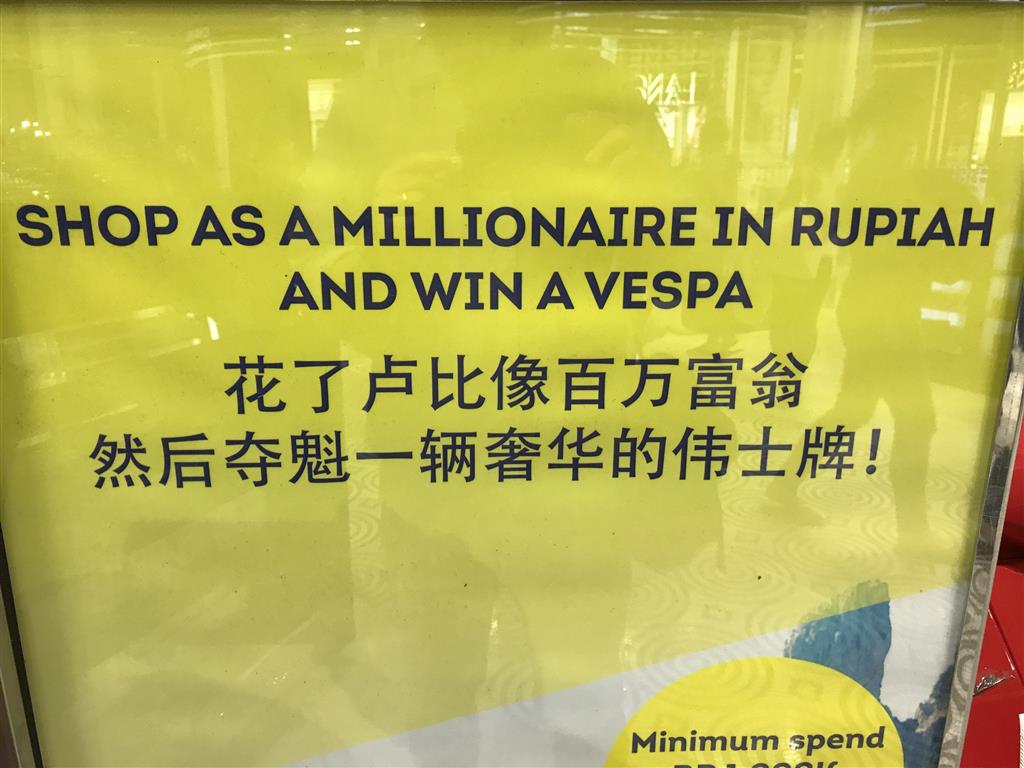 SHOP AS A MILLIONAIRE IN RUPIAH
AND WIN A VESPA
花了卢比像百万富翁
然后夺魁一辆奢华的伟士牌!
Minimum spend